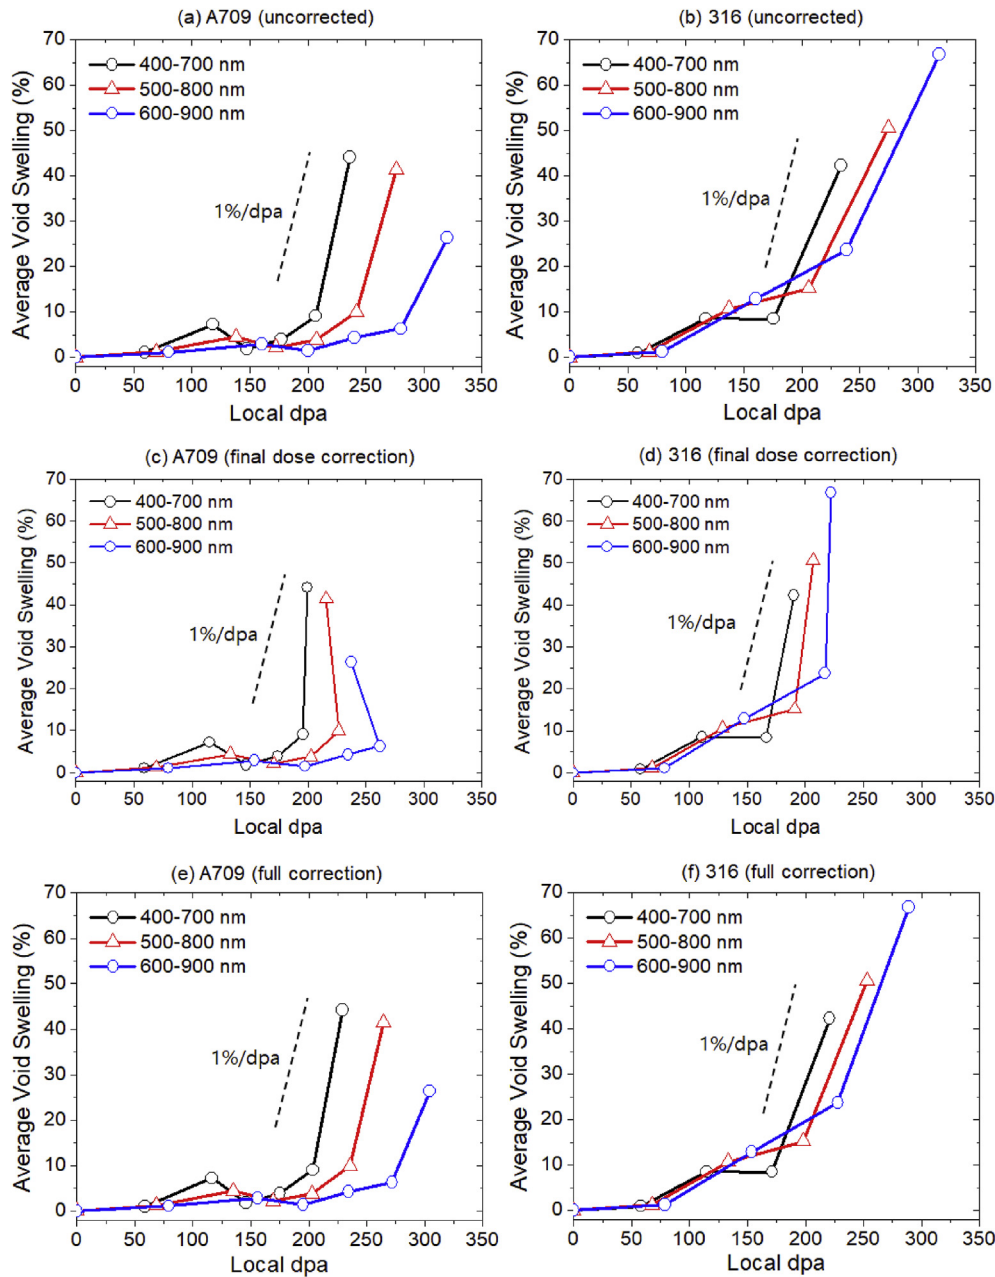 (a) A709 (uncorrected)
70
60
50
40
30
20
10
0
Average Void Swelling (%)
400-700 nm
500-800 nm
600-900 nm
1%/dpa
0 50 100 150 200 250 300 350
Local dpa
(b) 316 (uncorrected)
70
60
50
40
30
20
10
0
Average Void Swelling (%)
400-700 nm
500-800 nm
600-900 nm
1%/dpa
0 50 100 150 200 250 300 350
Local dpa
(c) A709 (final dose correction)
70
60
50
40
30
20
10
0
Average Void Swelling (%)
400-700 nm
500-800 nm
600-900 nm
1%/dpa
0 50 100 150 200 250 300 350
Local dpa
(d) 316 (final dose correction)
70
60
50
40
30
20
10
0
Average Void Swelling (%)
400-700 nm
500-800 nm
600-900 nm
1%/dpa
0 50 100 150 200 250 300 350
Local dpa
(e) A709 (full correction)
70
60
50
40
30
20
10
0
Average Void Swelling (%)
400-700 nm
500-800 nm
600-900 nm
1%/dpa
0 50 100 150 200 250 300 350
Local dpa
(f) 316 (full correction)
70
60
50
40
30
20
10
0
Average Void Swelling (%)
400-700 nm
500-800 nm
600-900 nm
1%/dpa
0 50 100 150 200 250 300 350
Local dpa